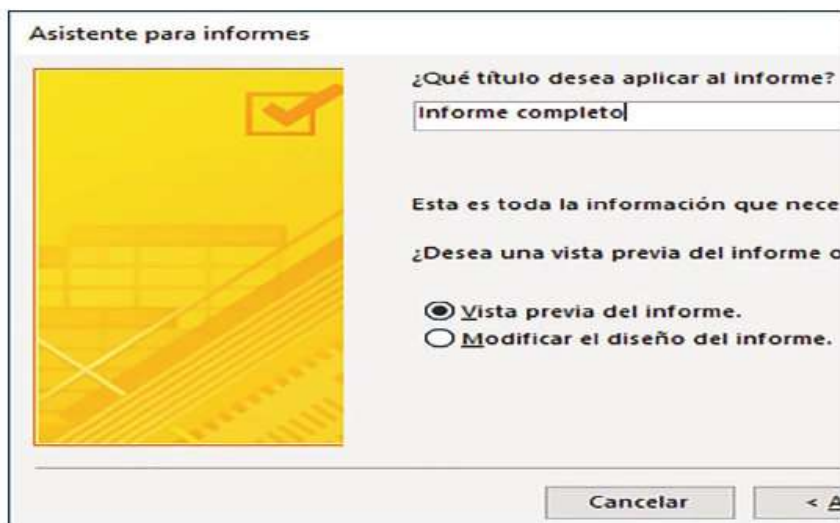 Asistente para informes
¿Qué título desea aplicar al informe?
Informe completo
Esta es toda la información que nece
¿Desea una vista previa del informe o
Vista previa del informe.
Modificar el diseño del informe.
Cancelar
< A